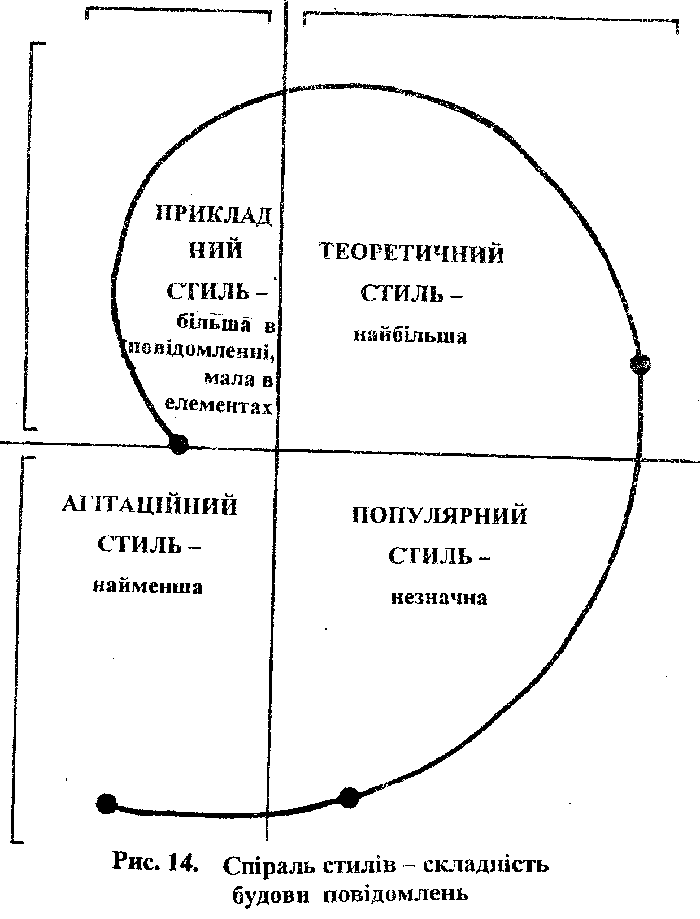 ПРИКЛАД
НИЙ
СТИЛЬ –
більша в
повідомленні,
мала в
елементах
ТЕОРЕТИЧНИЙ
СТИЛЬ –
найбільша
АГІТАЦІЙНИЙ
СТИЛЬ –
найменша
ПОПУЛЯРНИЙ
СТИЛЬ –
незначна
Рис. 14. Спіраль стилів – складність
будови повідомлень